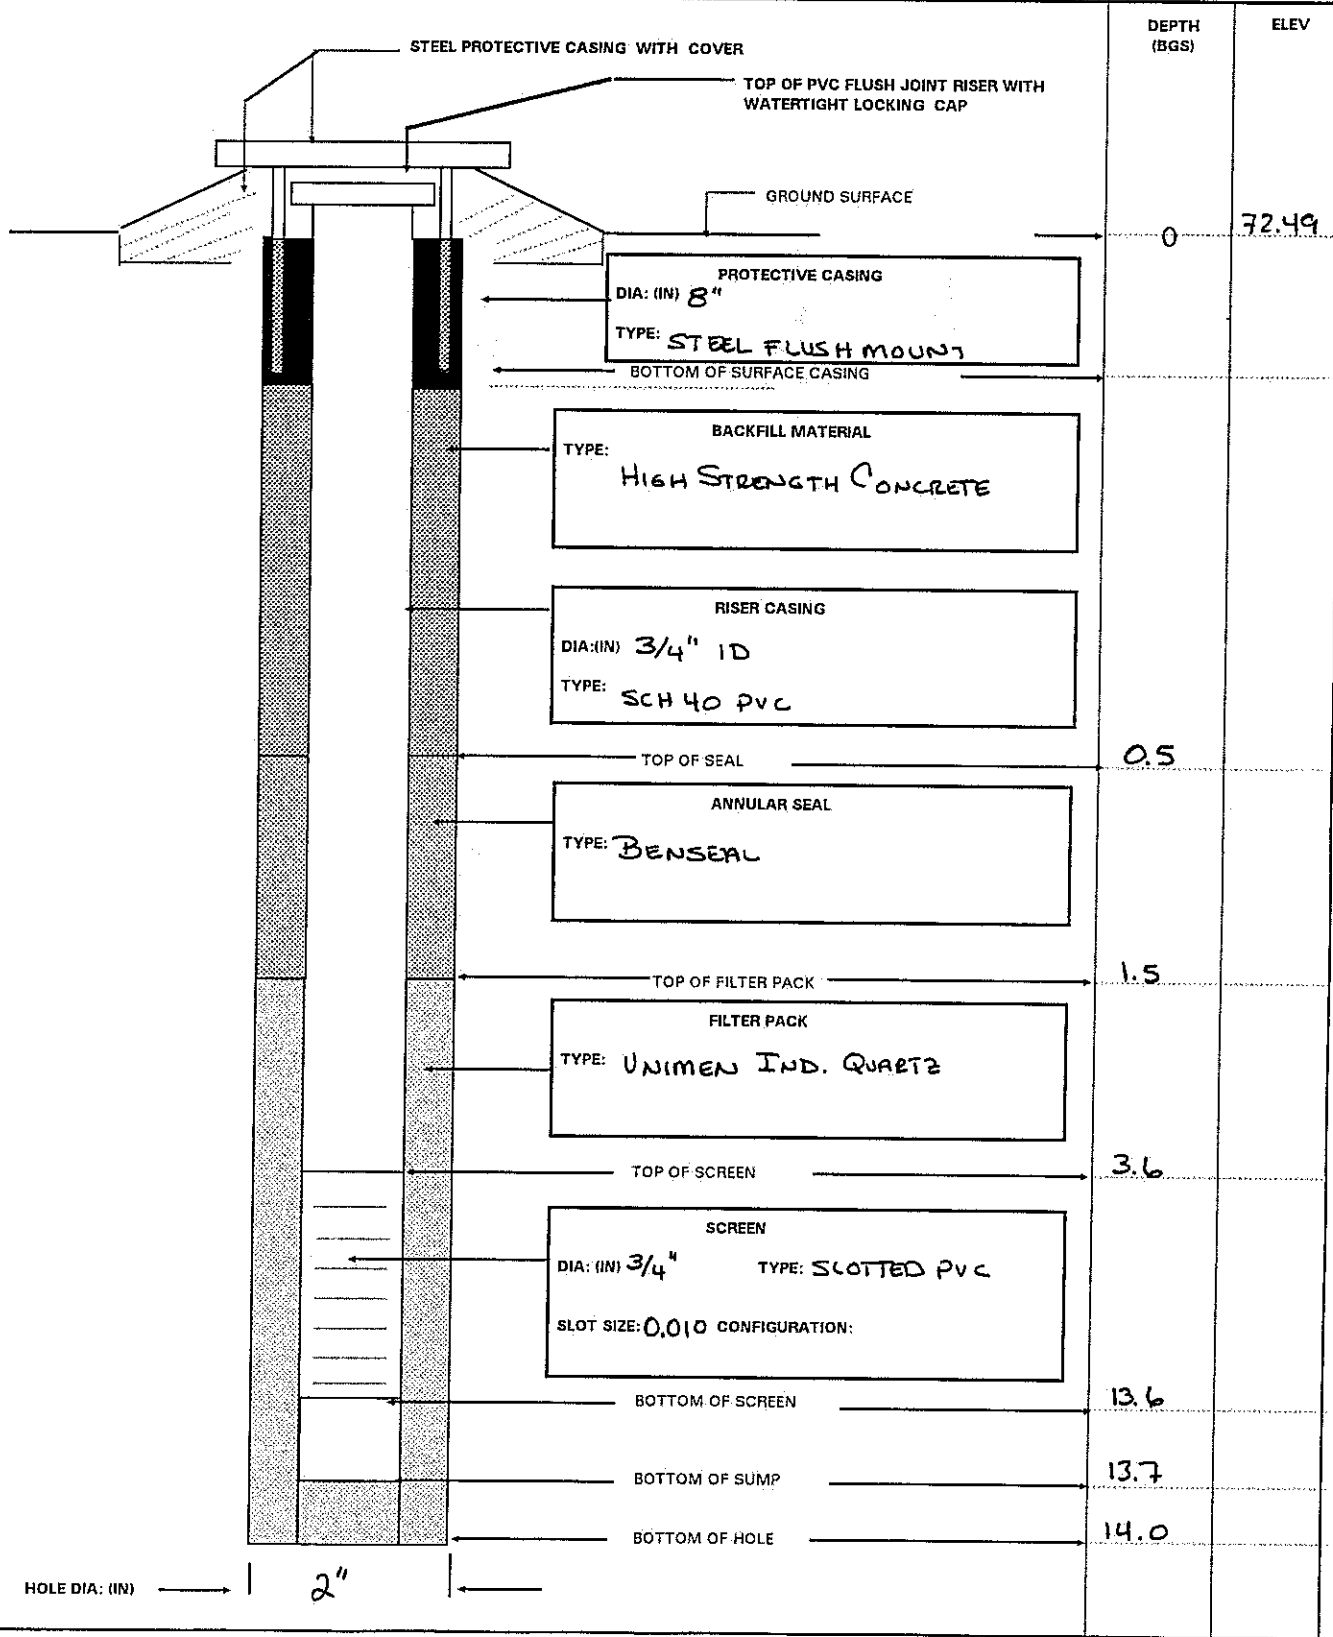 DEPTH
(BGS)
ELEV
STEEL PROTECTIVE CASING WITH COVER
TOP OF PVC FLUSH JOINT RISER WITH
WATERTIGHT LOCKING CAP
GROUND SURFACE
0
72.49
PROTECTIVE CASING
DIA: (IN) 8"
TYPE: STEEL FLUSH MOUNT
BOTTOM OF SURFACE CASING
BACKFILL MATERIAL
TYPE:
HIGH STRENGTH CONCRETE
RISER CASING
DIA:(IN) 3/4" ID
TYPE: SCH 40 PVC
TOP OF SEAL
0.5
ANNULAR SEAL
TYPE: BENSEAL
TOP OF FILTER PACK
1.5
FILTER PACK
TYPE: UNIMEN IND. QUARTZ
TOP OF SCREEN
3.6
SCREEN
DIA: (IN) 3/4" TYPE: SLOTTED PVC
SLOT SIZE: 0.010 CONFIGURATION:
BOTTOM OF SCREEN
13.6
BOTTOM OF SUMP
13.7
BOTTOM OF HOLE
14.0
HOLE DIA: (IN) 2"